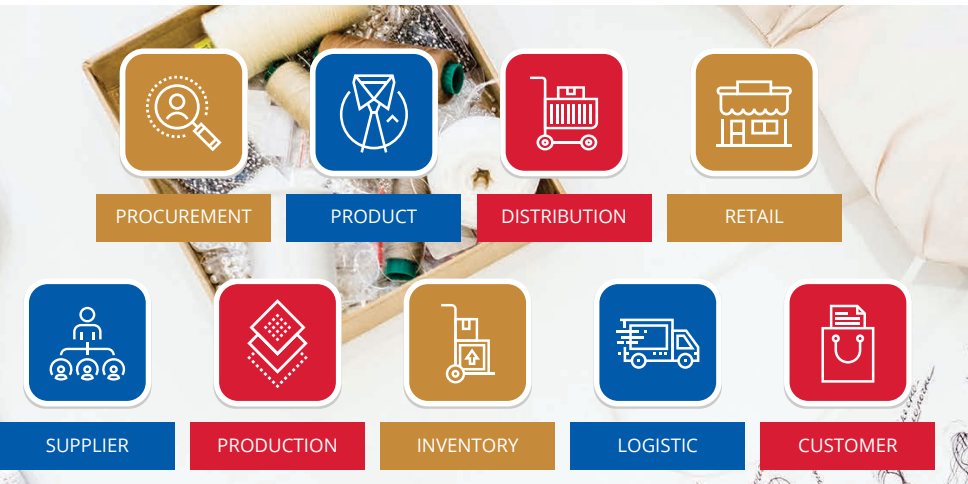 PROCUREMENT
PRODUCT
DISTRIBUTION
RETAIL
SUPPLIER
PRODUCTION
INVENTORY
LOGISTIC
CUSTOMER